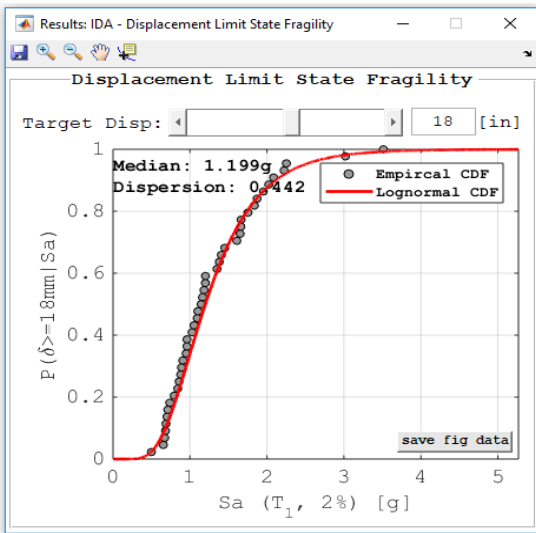 Results: IDA - Displacement Limit State Fragility
Displacement Limit State Fragility
Target Disp: 18 [in]
Median: 1.199g
Dispersion: 0.442
Empircal CDF
Lognormal CDF
P(δ>=18mm|Sa)
1
0.8
0.6
0.4
0.2
0
save fig data
0 1 2 3 4 5
Sa (T₁, 2%) [g]